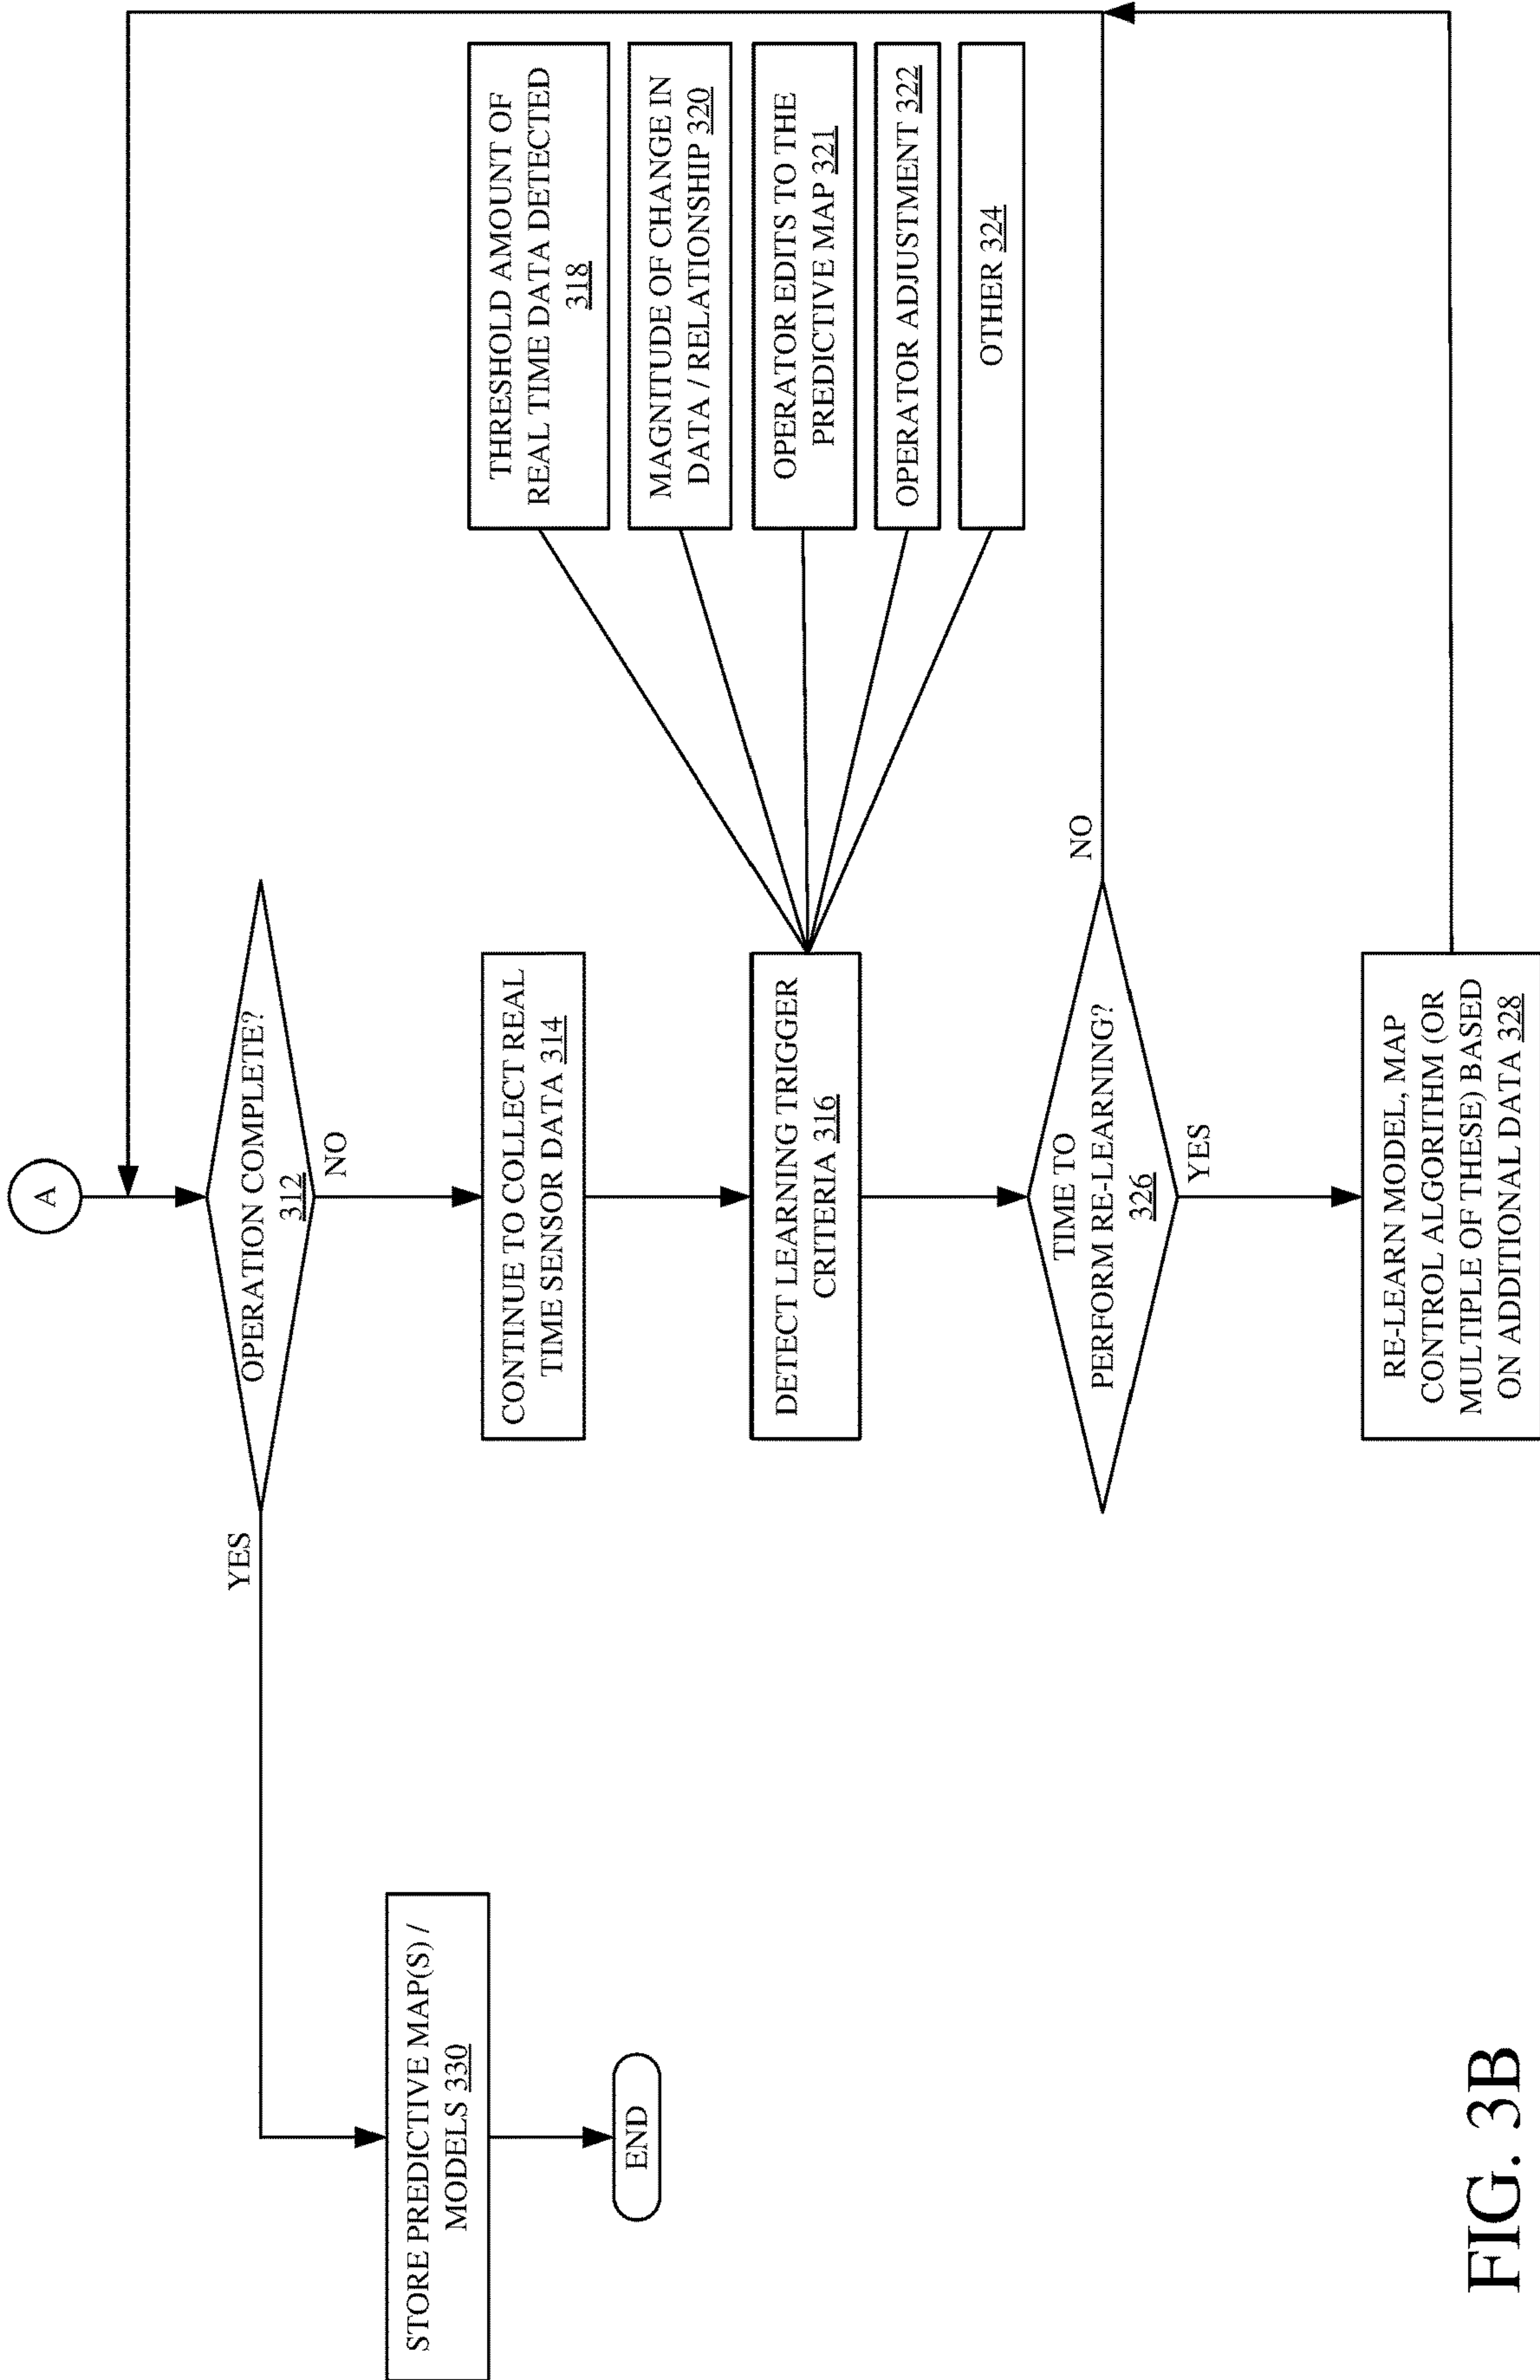 A
OPERATION COMPLETE?
312
YES
NO
CONTINUE TO COLLECT REAL
TIME SENSOR DATA 314
DETECT LEARNING TRIGGER
CRITERIA 316
THRESHOLD AMOUNT OF
REAL TIME DATA DETECTED
318
MAGNITUDE OF CHANGE IN
DATA / RELATIONSHIP 320
OPERATOR EDITS TO THE
PREDICTIVE MAP 321
OPERATOR ADJUSTMENT 322
OTHER 324
TIME TO
PERFORM RE-LEARNING?
326
NO
YES
RE-LEARN MODEL, MAP
CONTROL ALGORITHM (OR
MULTIPLE OF THESE) BASED
ON ADDITIONAL DATA 328
STORE PREDICTIVE MAP(S) /
MODELS 330
END
FIG. 3B